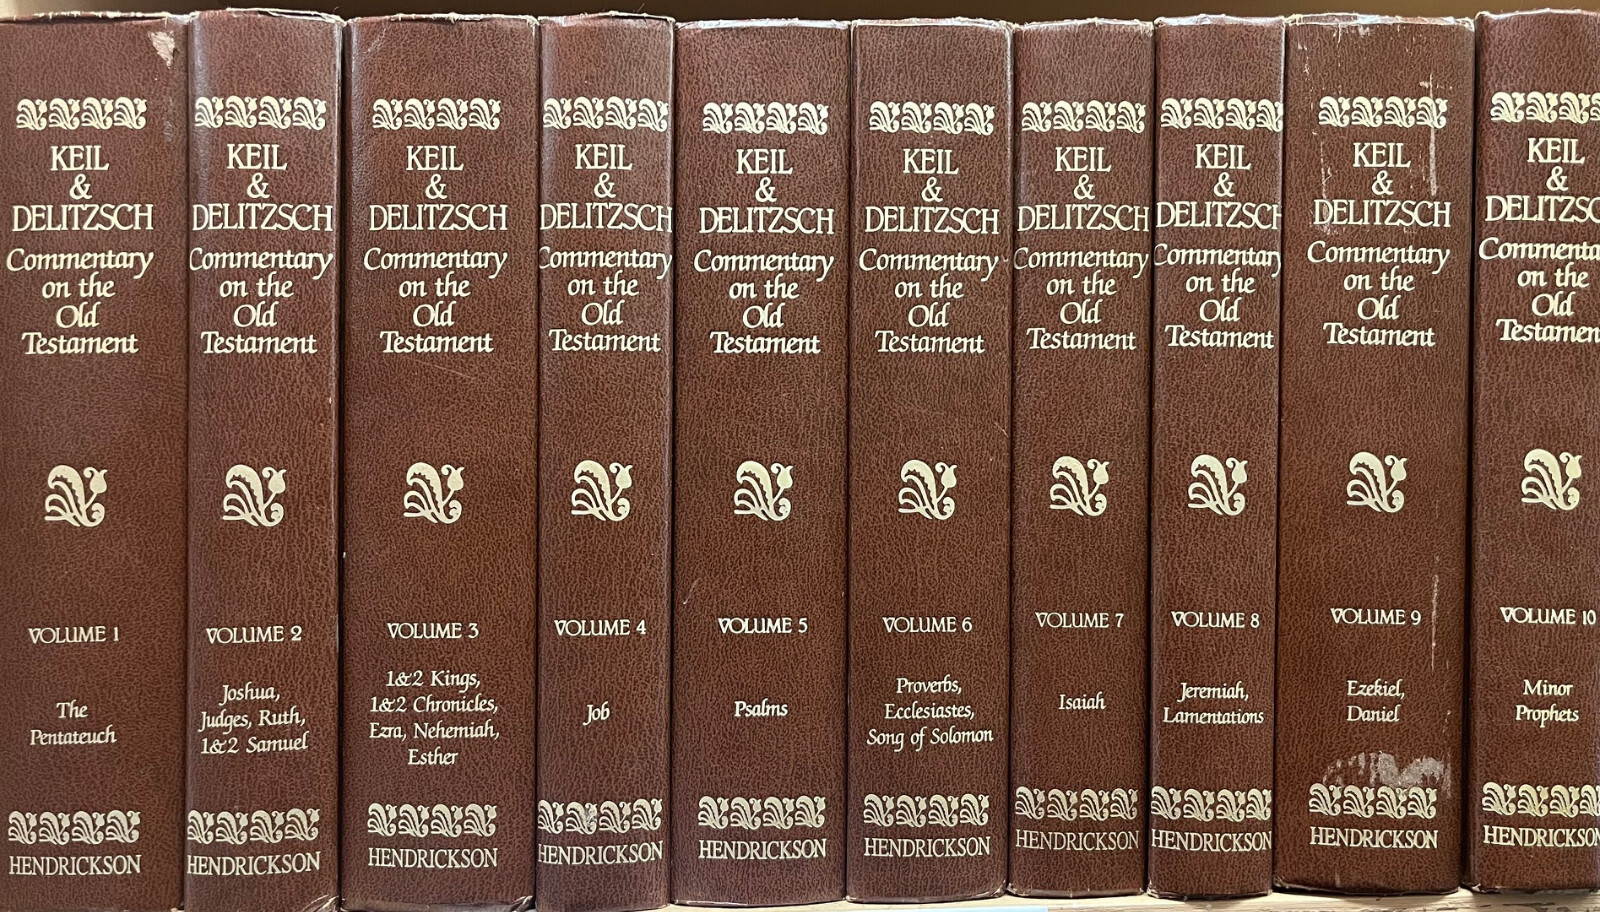 KEIL
&
DELITZSCH
Commentary
on the
Old
Testament
VOLUME 1
The
Pentateuch
HENDRICKSON
KEIL
&
DELITZSCH
Commentary
on the
Old
Testament
VOLUME 2
Joshua,
Judges, Ruth,
1&2 Samuel
HENDRICKSON
KEIL
&
DELITZSCH
Commentary
on the
Old
Testament
VOLUME 3
1&2 Kings,
1&2 Chronicles,
Ezra, Nehemiah,
Esther
HENDRICKSON
KEIL
&
DELITZSCH
Commentary
on the
Old
Testament
VOLUME 4
Job
HENDRICKSON
KEIL
&
DELITZSCH
Commentary
on the
Old
Testament
VOLUME 5
Psalms
HENDRICKSON
KEIL
&
DELITZSCH
Commentary
on the
Old
Testament
VOLUME 6
Proverbs,
Ecclesiastes,
Song of Solomon
HENDRICKSON
KEIL
&
DELITZSCH
Commentary
on the
Old
Testament
VOLUME 7
Isaiah
HENDRICKSON
KEIL
&
DELITZSCH
Commentary
on the
Old
Testament
VOLUME 8
Jeremiah,
Lamentations
HENDRICKSON
KEIL
&
DELITZSCH
Commentary
on the
Old
Testament
VOLUME 9
Ezekiel,
Daniel
HENDRICKSON
KEIL
&
DELITZSC
Commenta
on the
Old
Testamen
VOLUME 10
Minor
Prophets
HENDRICKSO